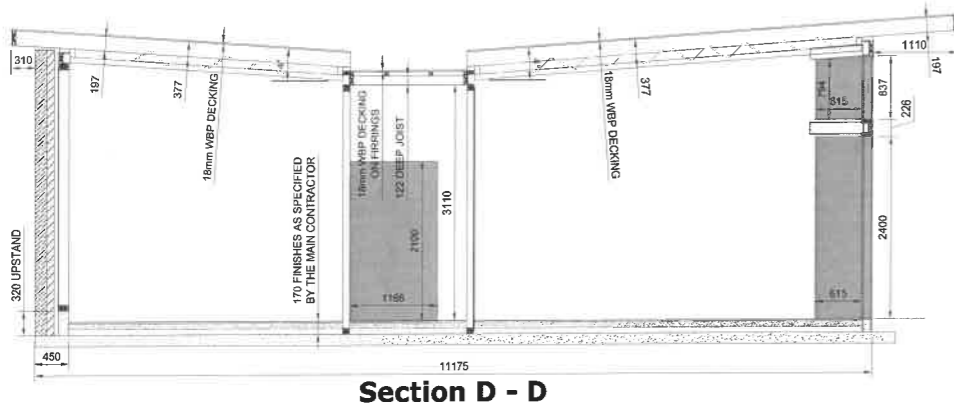 310
197
377
18mm WBP DECKING
18mm WBP DECKING
ON FIRRINGS
122 DEEP JOIST
3110
2100
1166
170 FINISHES AS SPECIFIED
BY THE MAIN CONTRACTOR
320 UPSTAND
450
11175
18mm WBP DECKING
377
1110
197
794
815
837
226
2400
615
Section D - D